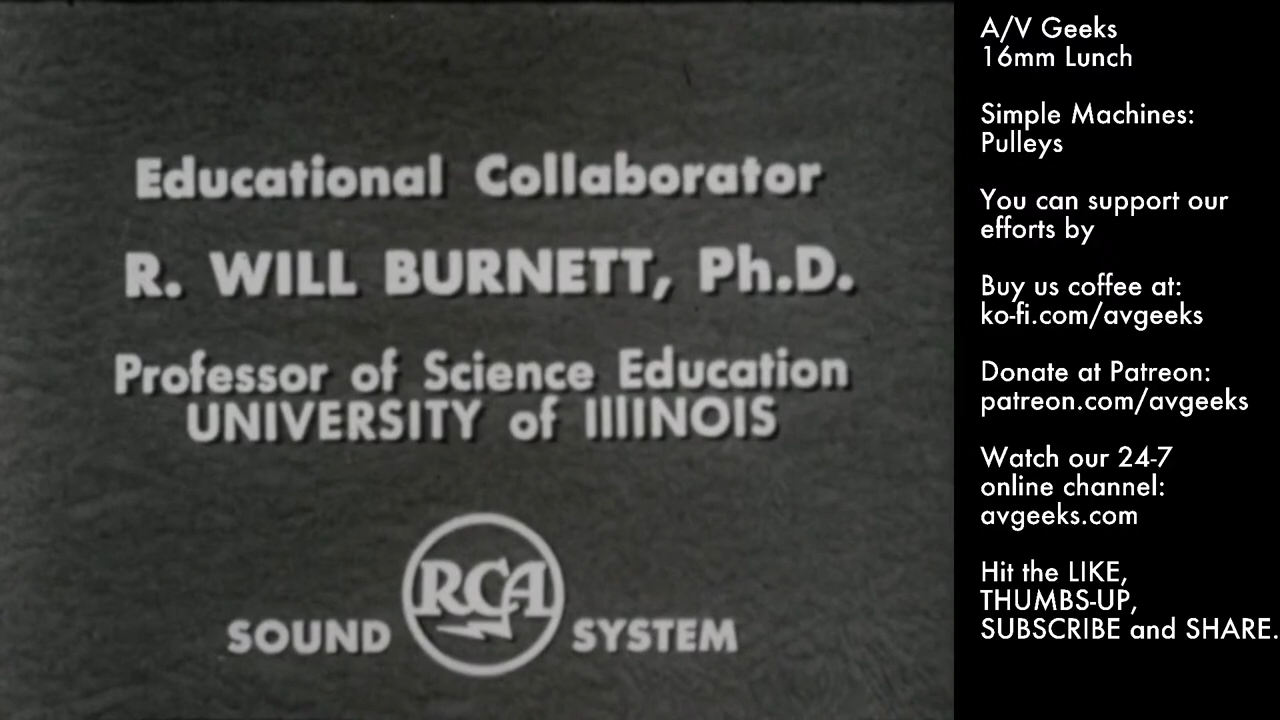 Educational Collaborator
R. WILL BURNETT, Ph.D.
Professor of Science Education
UNIVERSITY of IllINOIS
SOUND RCA SYSTEM
A/V Geeks
16mm Lunch
Simple Machines:
Pulleys
You can support our
efforts by
Buy us coffee at:
ko-fi.com/avgeeks
Donate at Patreon:
patreon.com/avgeeks
Watch our 24-7
online channel:
avgeeks.com
Hit the LIKE,
THUMBS-UP,
SUBSCRIBE and SHARE.